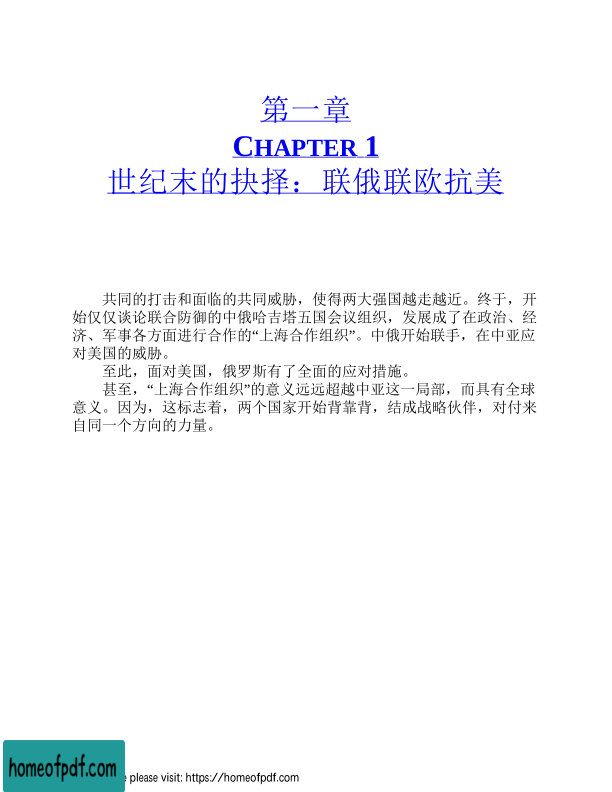 第一章
CHAPTER 1
世纪末的抉择：联俄联欧抗美
共同的打击和面临的共同威胁，使得两大强国越走越近。终于，开
始仅仅谈论联合防御的中俄哈吉塔五国会议组织，发展成了在政治、经
济、军事各方面进行合作的“上海合作组织”。中俄开始联手，在中亚应
对美国的威胁。
至此，面对美国，俄罗斯有了全面的应对措施。
甚至，“上海合作组织”的意义远远超越中亚这一局部，而具有全球
意义。因为，这标志着，两个国家开始背靠背，结成战略伙伴，对付来
自同一个方向的力量。
homeofpdf.com
e please visit: https://homeofpdf.com